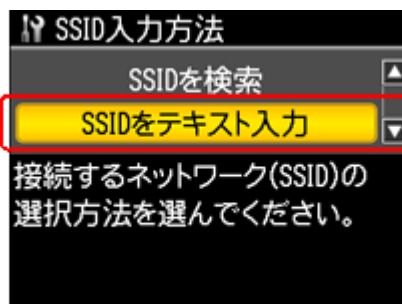 SSID入力方法
SSIDを検索
SSIDをテキスト入力
接続するネットワーク(SSID)の
選択方法を選んでください。